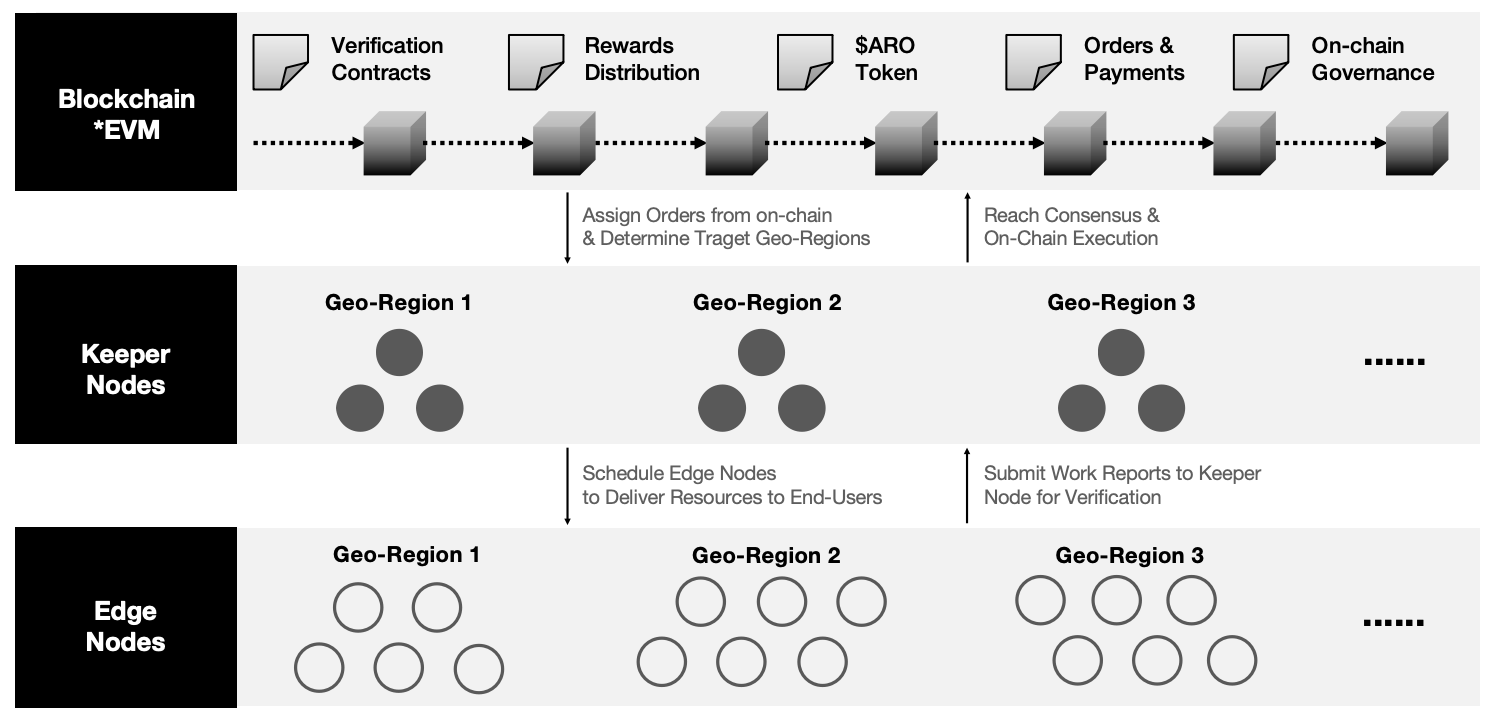 Blockchain
*EVM
Verification
Contracts
Rewards
Distribution
$ARO
Token
Orders &
Payments
On-chain
Governance
Assign Orders from on-chain
& Determine Traget Geo-Regions
Reach Consensus &
On-Chain Execution
Keeper
Nodes
Geo-Region 1
Geo-Region 2
Geo-Region 3
......
Schedule Edge Nodes
to Deliver Resources to End-Users
Submit Work Reports to Keeper
Node for Verification
Edge
Nodes
Geo-Region 1
Geo-Region 2
Geo-Region 3
......